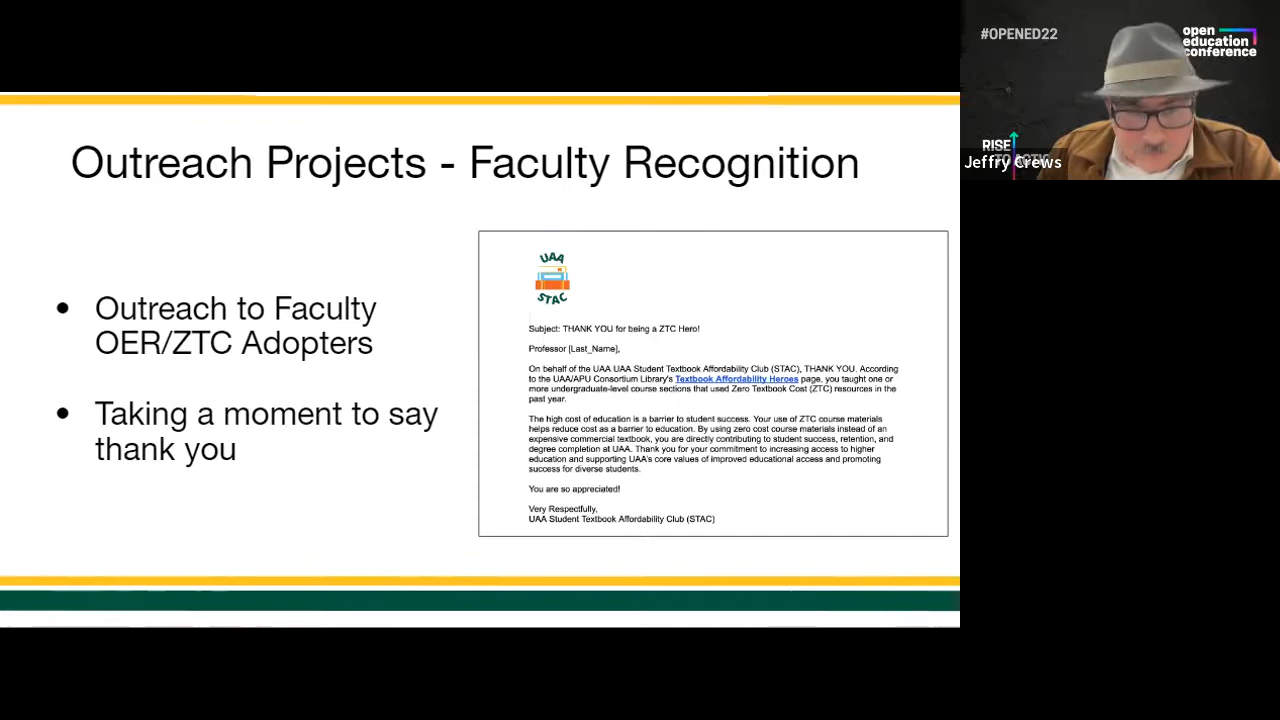 Outreach Projects - Faculty Recognition
Outreach to Faculty
OER/ZTC Adopters
Taking a moment to say
thank you
UAA
STAC
Subject: THANK YOU for being a ZTC Hero!
Professor [Last_Name],
On behalf of the UAA UAA Student Textbook Affordability Club (STAC), THANK YOU. According
to the UAA/APU Consortium Library's Textbook Affordability Heroes page, you taught one or
more undergraduate-level course sections that used Zero Textbook Cost (ZTC) resources in the
past year.
The high cost of education is a barrier to student success. Your use of ZTC course materials
helps reduce cost as a barrier to education. By using zero cost course materials instead of an
expensive commercial textbook, you are directly contributing to student success, retention, and
degree completion at UAA. Thank you for your commitment to increasing access to higher
education and supporting UAA's core values of improved educational access and promoting
success for diverse students.
You are so appreciated!
Very Respectfully,
UAA Student Textbook Affordability Club (STAC)
#OPENED22
open
education
conference
RISE
Jeffry Crews